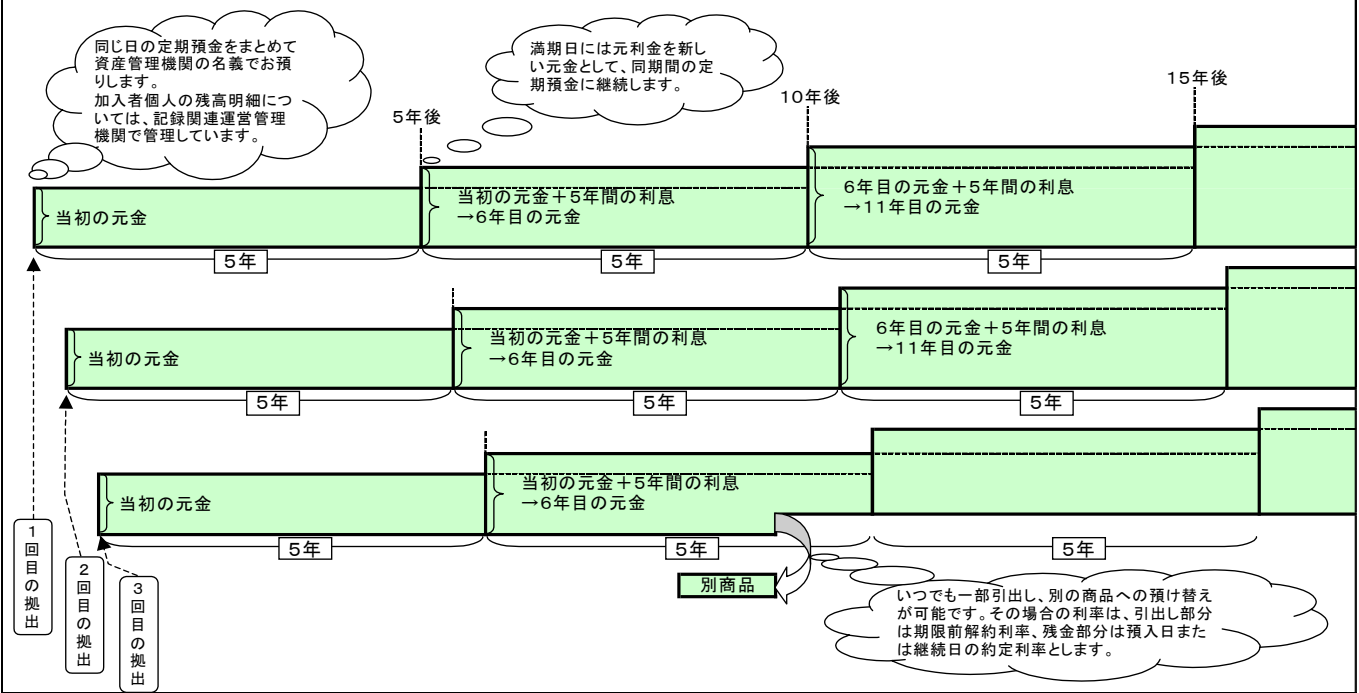 同じ日の定期預金をまとめて
資産管理機関の名義でお預
りします。
加入者個人の残高明細につ
いては、記録関連運営管理
機関で管理しています。
満期日には元利金を新し
い元金として、同期間の定
期預金に継続します。
5年後
10年後
15年後
当初の元金
当初の元金+5年間の利息
→6年目の元金
6年目の元金+5年間の利息
→11年目の元金
5年
5年
5年
当初の元金
当初の元金+5年間の利息
→6年目の元金
6年目の元金+5年間の利息
→11年目の元金
5年
5年
5年
当初の元金
当初の元金+5年間の利息
→6年目の元金
5年
5年
5年
1回目の拠出
2回目の拠出
3回目の拠出
別商品
いつでも一部引出し、別の商品への預け替え
が可能です。その場合の利率は、引出し部分
は期限前解約利率、残金部分は預入日また
は継続日の約定利率とします。